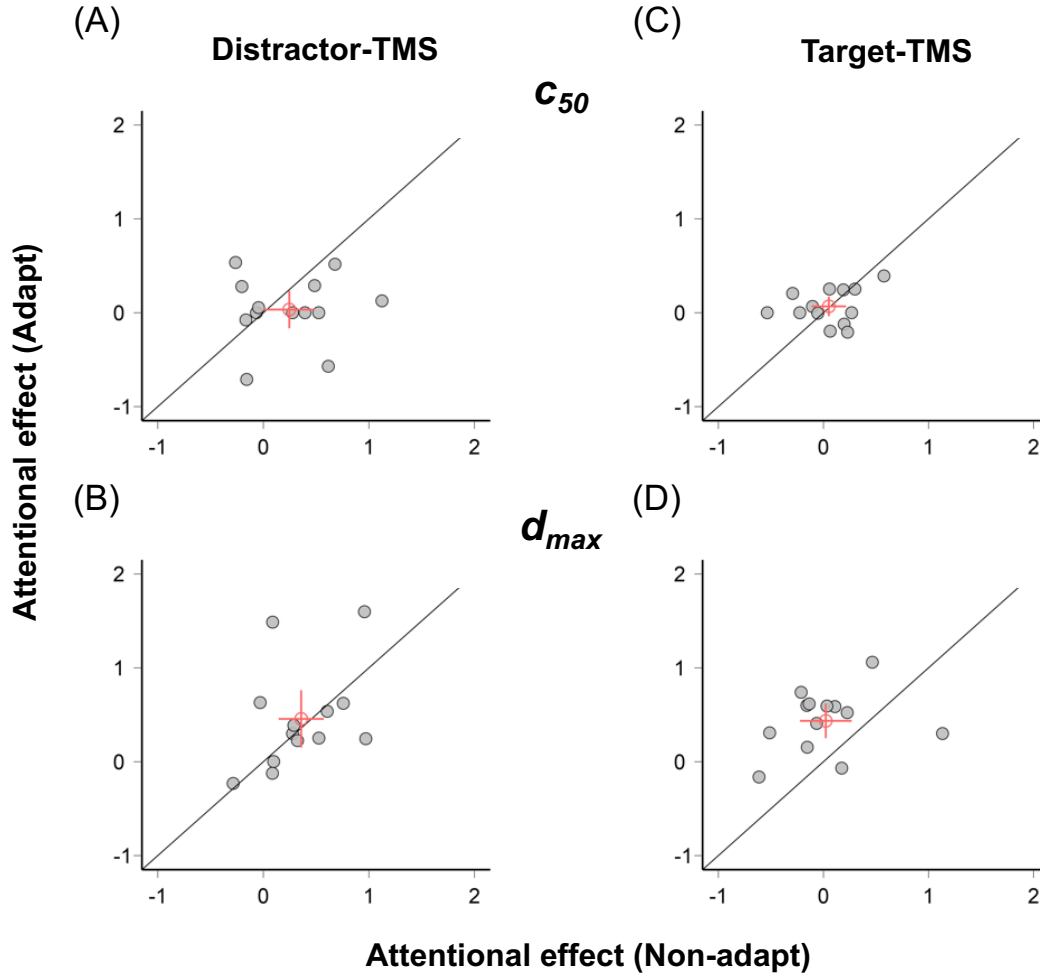 (A)
Distractor-TMS
(C)
Target-TMS
c50
2
1
0
-1
-1 0 1 2
2
1
0
-1
-1 0 1 2
Attentional effect (Adapt)
(B)
(D)
dmax
2
1
0
-1
-1 0 1 2
2
1
0
-1
-1 0 1 2
Attentional effect (Non-adapt)